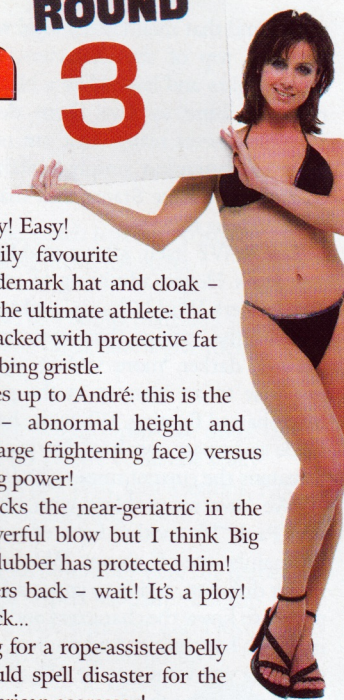 ROUND
3
y! Easy!
ily favourite
demark hat and cloak –
he ultimate athlete: that
acked with protective fat
bing gristle.
es up to André: this is the
– abnormal height and
arge frightening face) versus
g power!
cks the near-geriatric in the
verful blow but I think Big
lubber has protected him!
ers back – wait! It's a ploy!
ck...
g for a rope-assisted belly
uld spell disaster for the